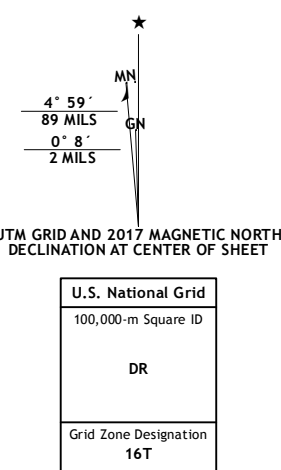 MN
GN
4° 59´
89 MILS
0° 8´
2 MILS
UTM GRID AND 2017 MAGNETIC NORTH
DECLINATION AT CENTER OF SHEET
U.S. National Grid
100,000-m Square ID
DR
Grid Zone Designation
16T